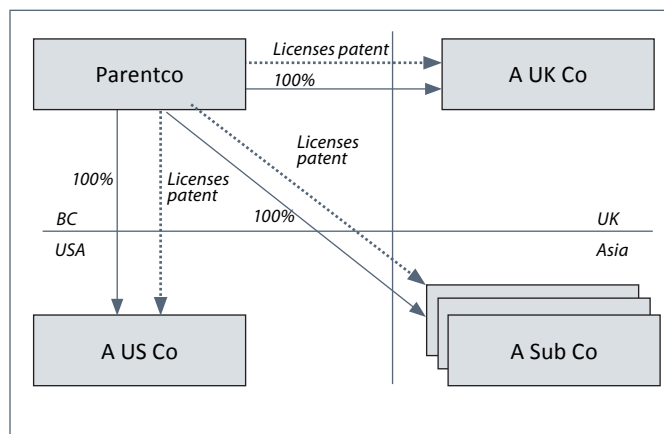 Licenses patent
Parentco
A UK Co
100%
Licenses
patent
100%
Licenses
patent
100%
BC
UK
USA
Asia
A US Co
A Sub Co